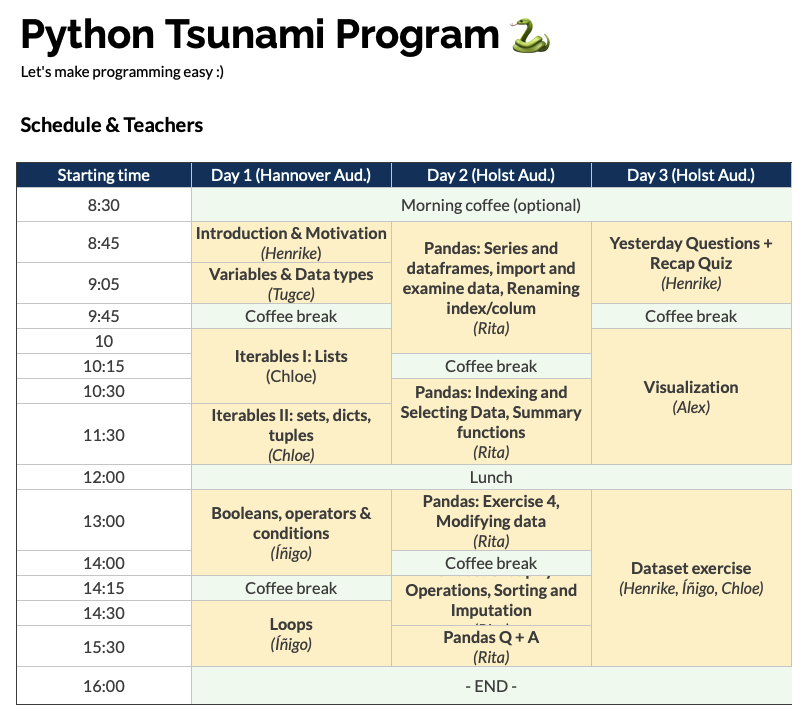 Python Tsunami Program 🐍
Let's make programming easy :)
Schedule & Teachers
Starting time Day 1 (Hannover Aud.) Day 2 (Holst Aud.) Day 3 (Holst Aud.)
8:30
Morning coffee (optional)
8:45
Introduction & Motivation
(Henrike)
Pandas: Series and
dataframes, import and
examine data, Renaming
index/colum
(Rita)
Yesterday Questions +
Recap Quiz
(Henrike)
9:05
Variables & Data types
(Tugce)
9:45
Coffee break
Coffee break
10
Iterables I: Lists
(Chloe)
Visualization
(Alex)
10:15
Coffee break
10:30
Pandas: Indexing and
Selecting Data, Summary
functions
(Rita)
11:30
Iterables II: sets, dicts,
tuples
(Chloe)
12:00
Lunch
13:00
Booleans, operators &
conditions
(Íñigo)
Pandas: Exercise 4,
Modifying data
(Rita)
Dataset exercise
(Henrike, Íñigo, Chloe)
14:00
Coffee break
14:15
Coffee break
Operations, Sorting and
Imputation
14:30
Loops
(Íñigo)
15:30
Pandas Q + A
(Rita)
16:00
- END -